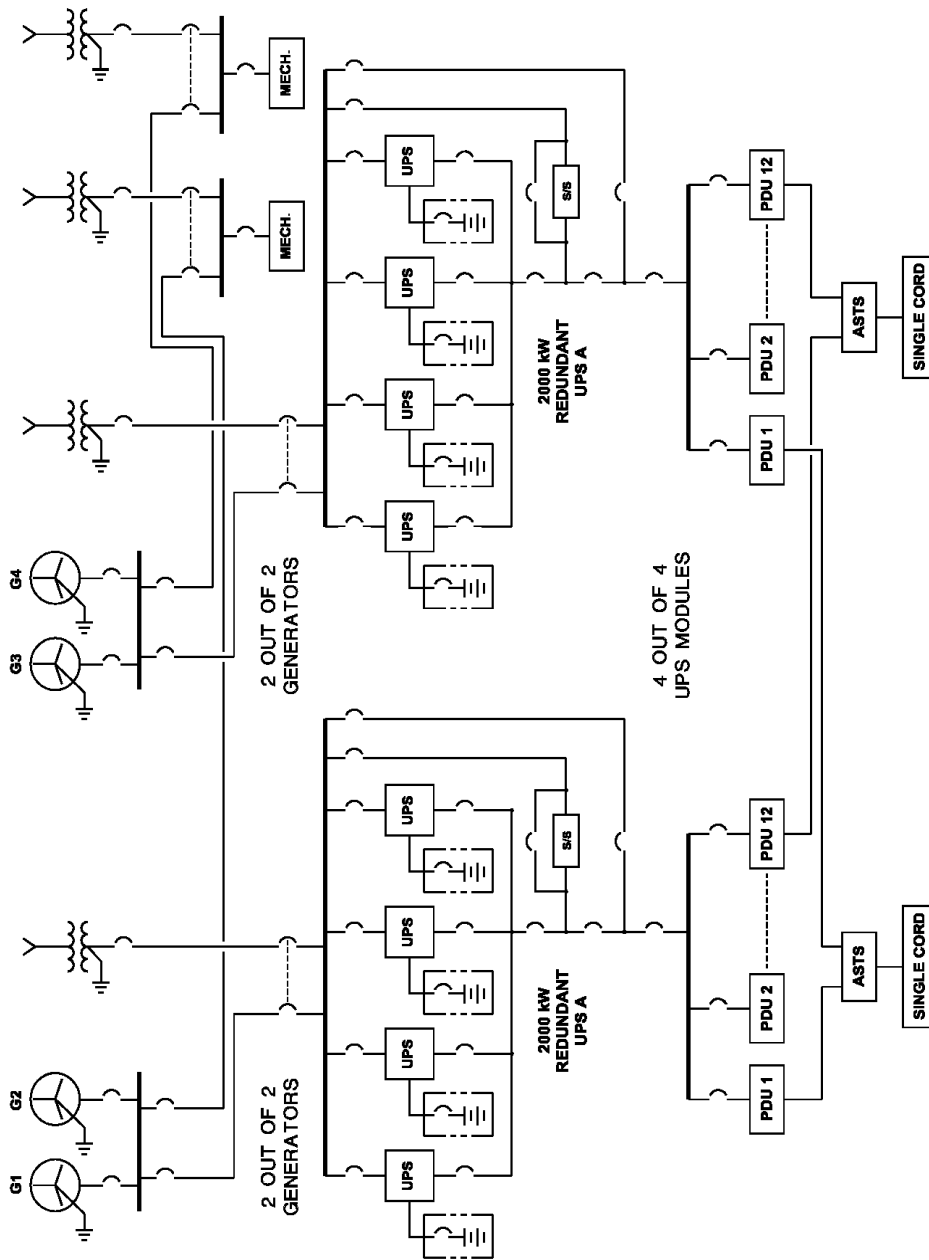 G1
G2
G3
G4
2 OUT OF 2
GENERATORS
2 OUT OF 2
GENERATORS
MECH.
MECH.
UPS
UPS
UPS
UPS
UPS
UPS
UPS
UPS
2000 kW
REDUNDANT
UPS A
S/S
2000 kW
REDUNDANT
UPS A
S/S
4 OUT OF 4
UPS MODULES
PDU 1
PDU 2
PDU 12
PDU 1
PDU 2
PDU 12
ASTS
ASTS
SINGLE CORD
SINGLE CORD